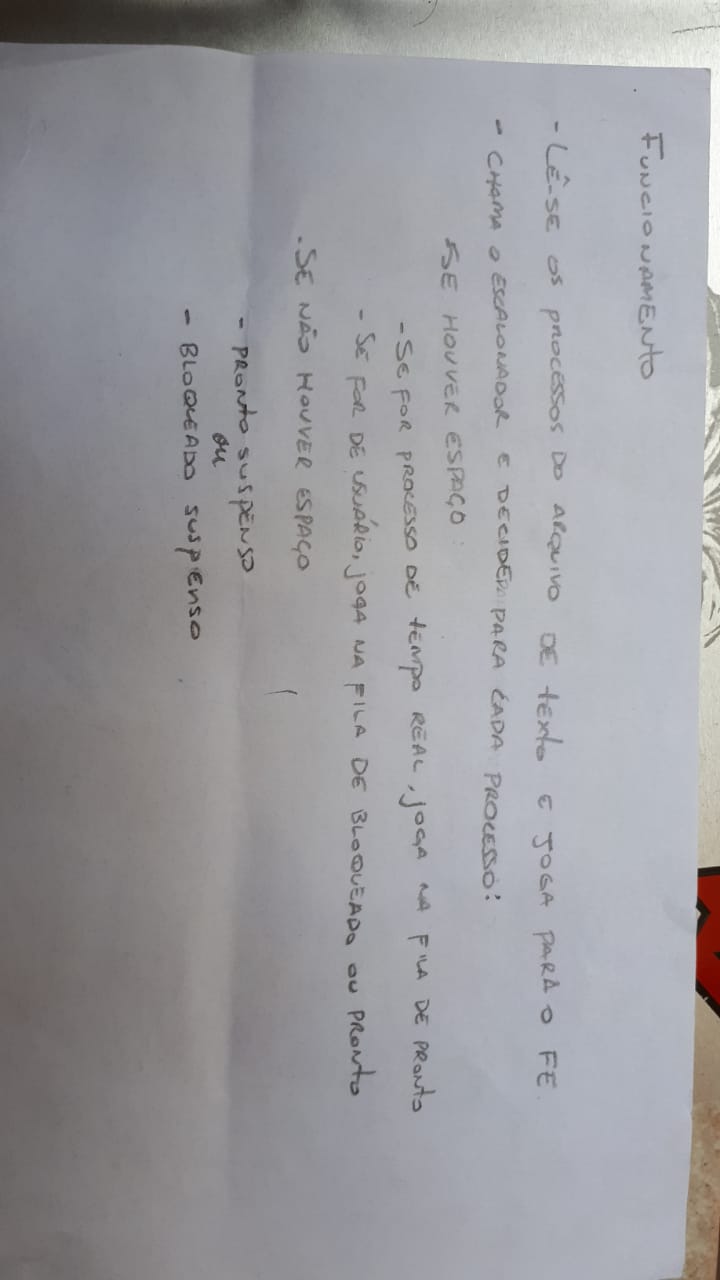 FUNCIONAMENTO
- LÊ-SE OS PROCESSOS DO ARQUIVO DE TEXTO E JOGA PARA O FE.
- CHAMA O ESCALONADOR E DECIDE PARA CADA PROCESSO:
SE HOUVER ESPAÇO:
- SE FOR PROCESSO DE TEMPO REAL, JOGA NA FILA DE PRONTO
- SE FOR DE USUÁRIO, JOGA NA FILA DE BLOQUEADO OU PRONTO
. SE NÃO HOUVER ESPAÇO
- PRONTO SUSPENSO
OU
- BLOQUEADO SUSPENSO